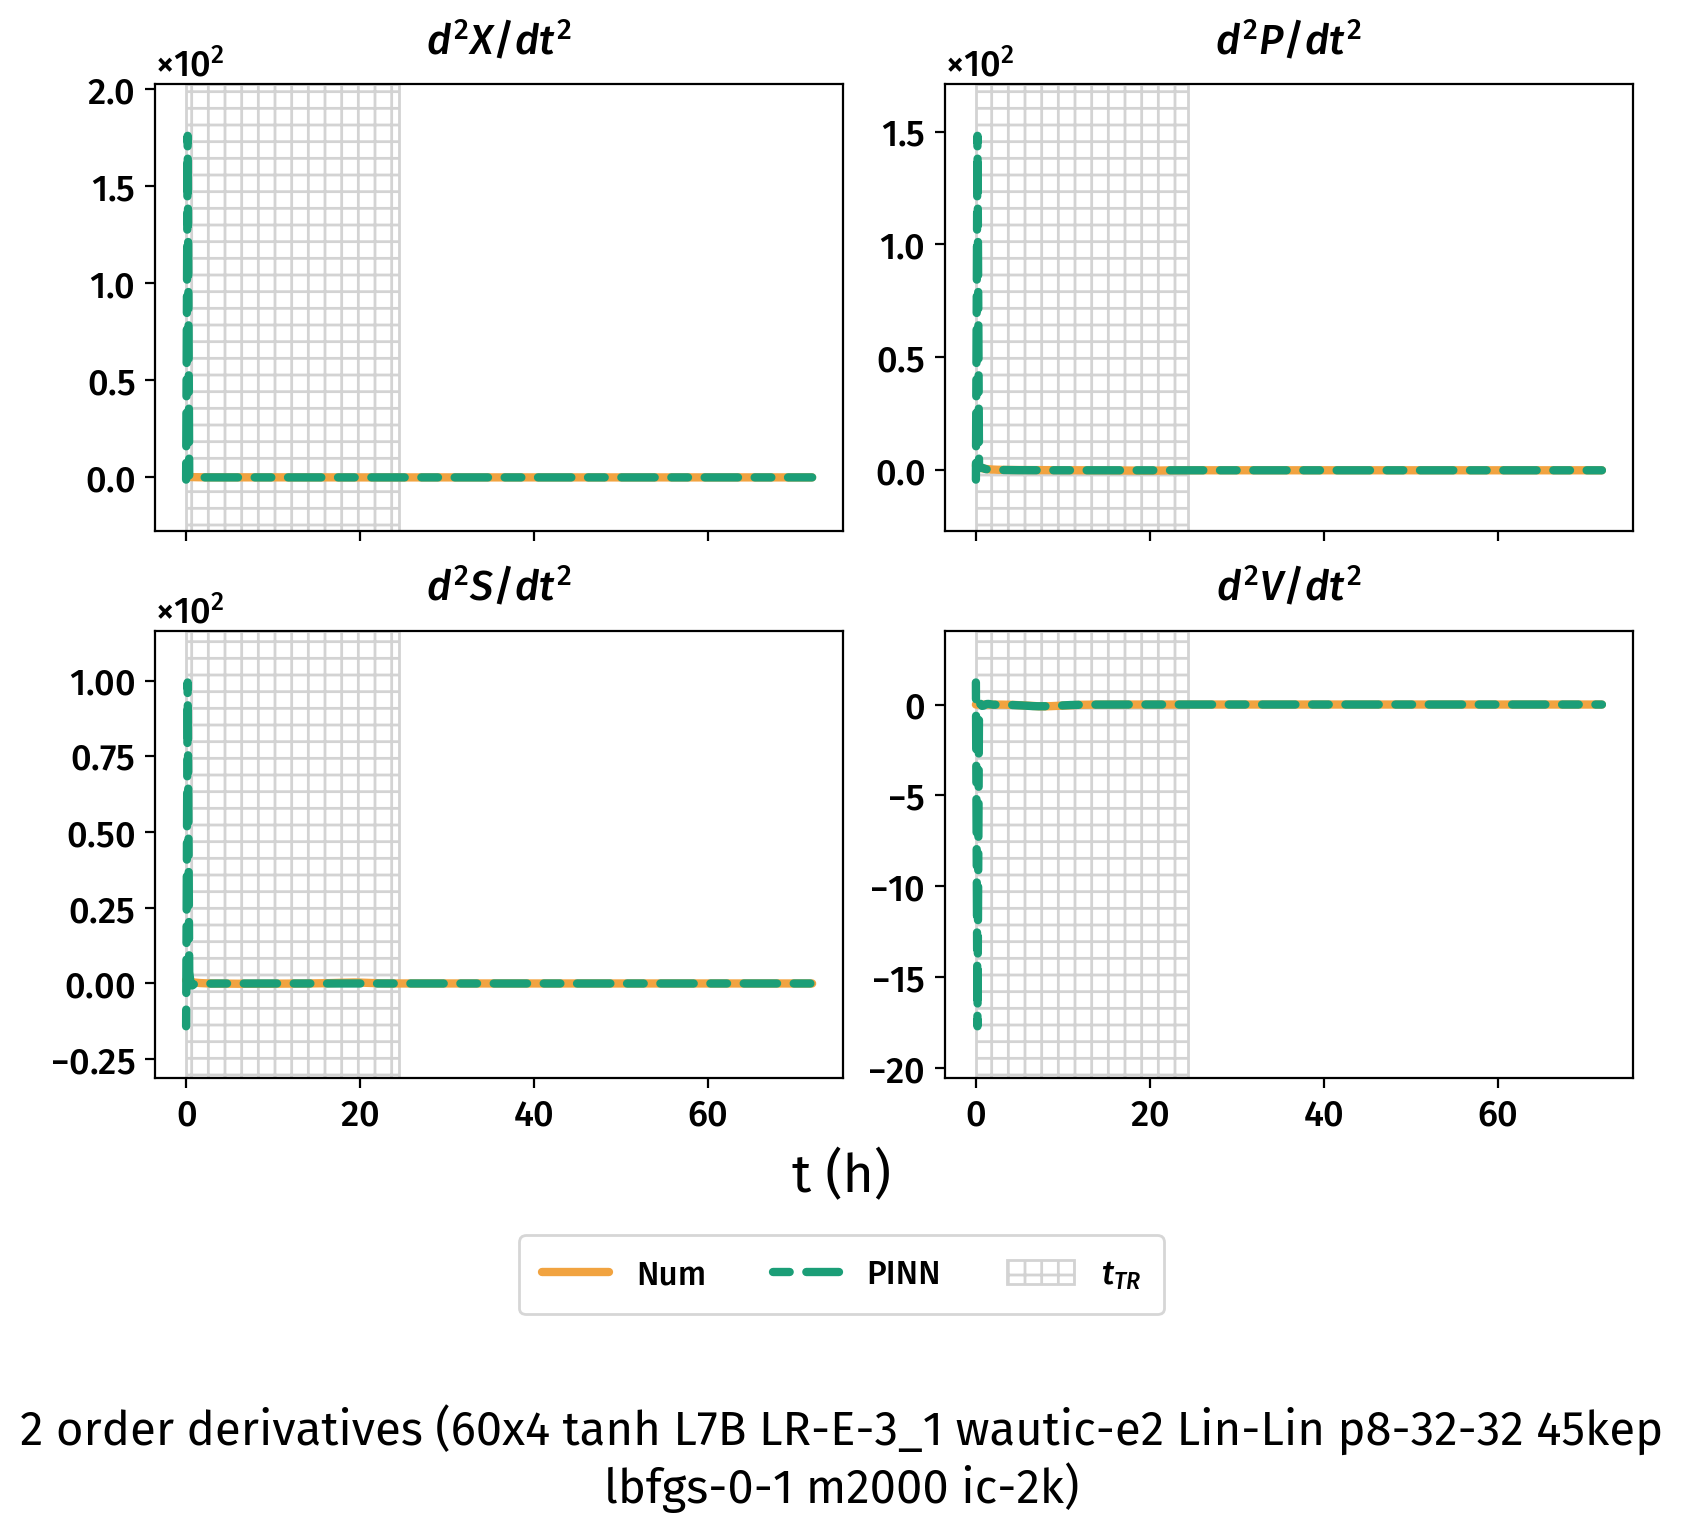 d²X/dt²
×10²
2.0
1.5
1.0
0.5
0.0
d²P/dt²
×10²
1.5
1.0
0.5
0.0
d²S/dt²
×10²
1.00
0.75
0.50
0.25
0.00
−0.25
0 20 40 60
d²V/dt²
0
−5
−10
−15
−20
0 20 40 60
t (h)
Num PINN t_TR
2 order derivatives (60x4 tanh L7B LR-E-3_1 wautic-e2 Lin-Lin p8-32-32 45kep
lbfgs-0-1 m2000 ic-2k)